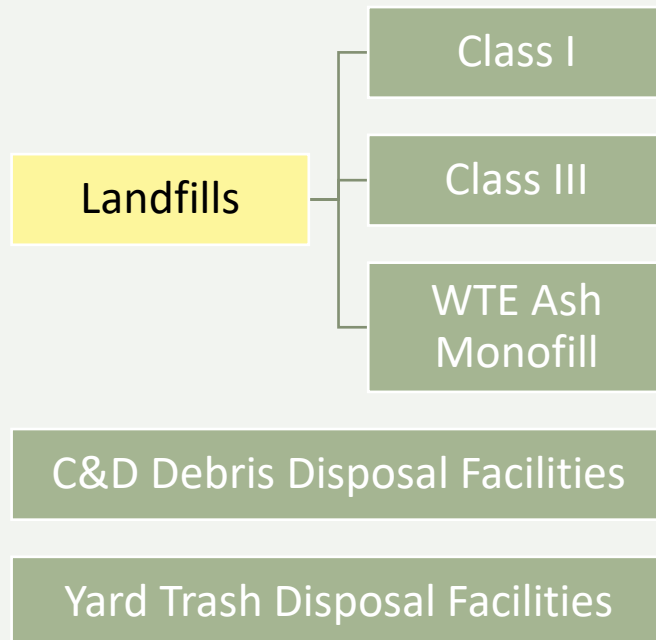 Landfills
Class I
Class III
WTE Ash
Monofill
C&D Debris Disposal Facilities
Yard Trash Disposal Facilities